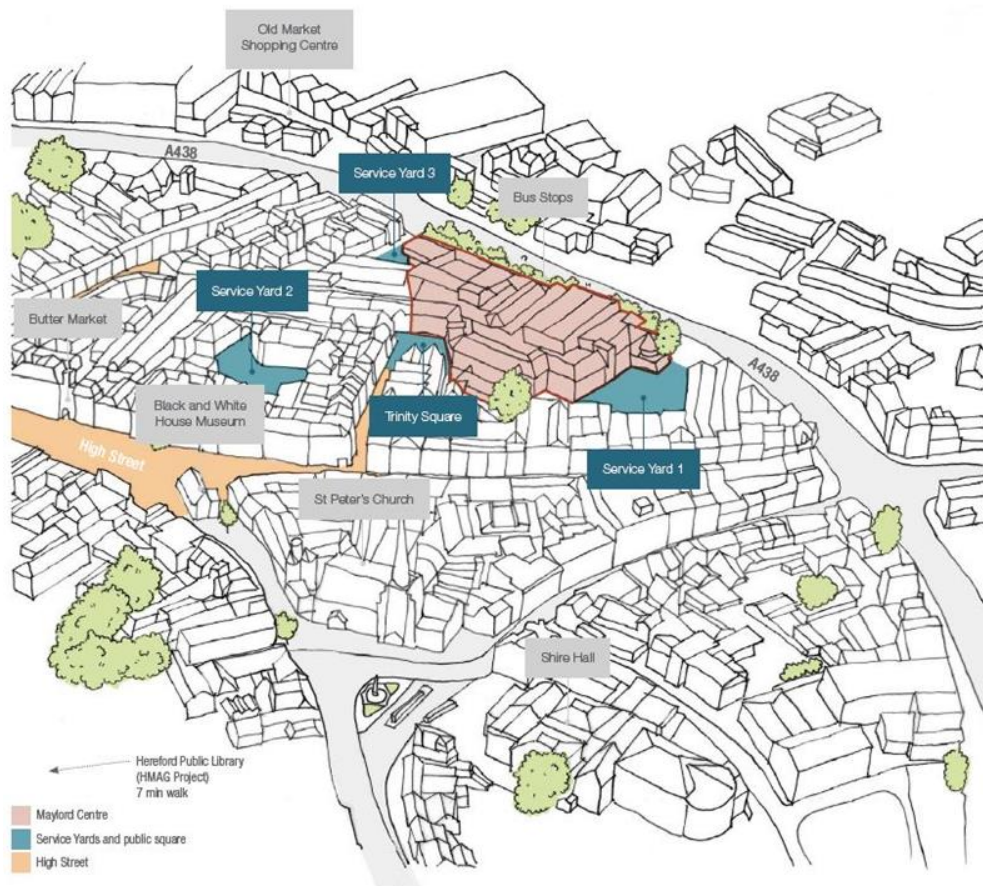 Old Market
Shopping Centre
A438
Service Yard 3
Bus Stops
Service Yard 2
Butter Market
A438
Black and White
House Museum
Trinity Square
High Street
Service Yard 1
St Peter's Church
Shire Hall
Hereford Public Library
(HMAG Project)
7 min walk
Maylord Centre
Service Yards and public square
High Street